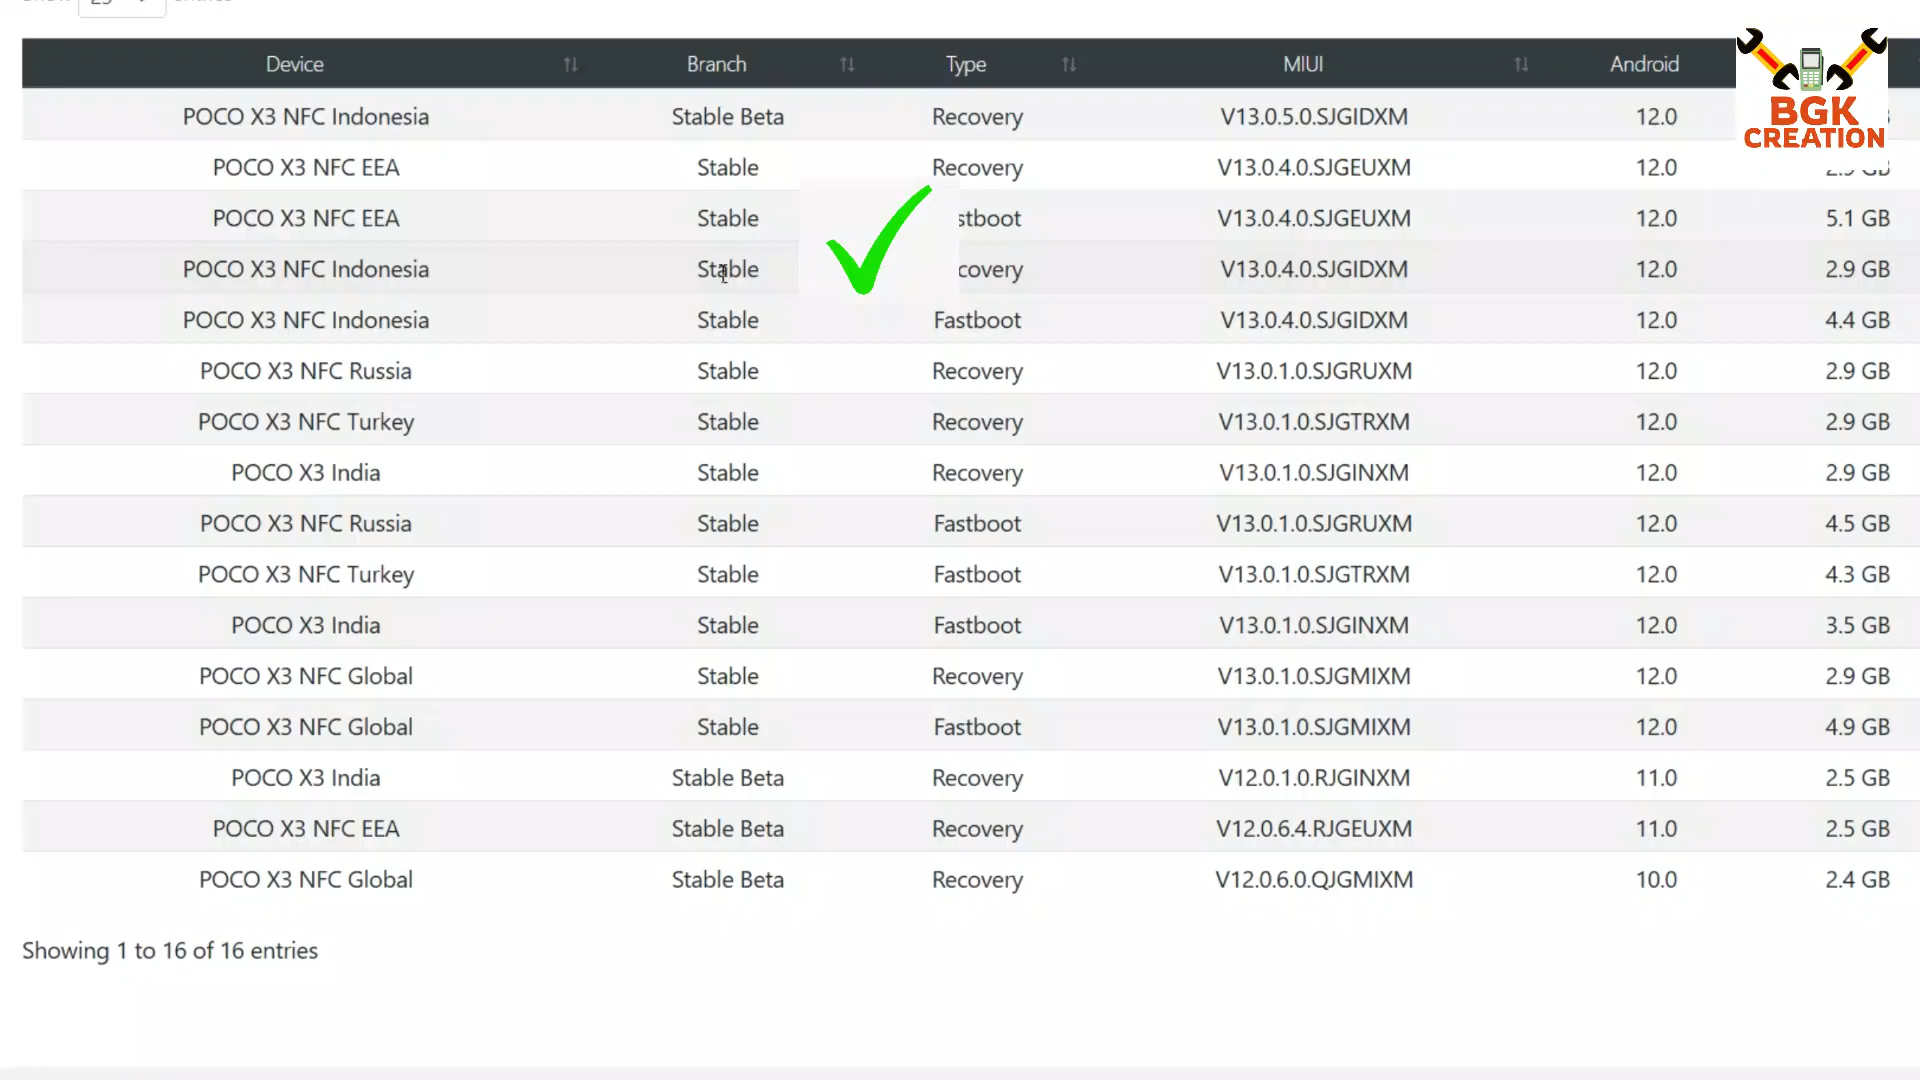 Device Branch Type MIUI Android
BGK
CREATION
POCO X3 NFC Indonesia Stable Beta Recovery V13.0.5.0.SJGIDXM 12.0
POCO X3 NFC EEA Stable Recovery V13.0.4.0.SJGEUXM 12.0
POCO X3 NFC EEA Stable stboot V13.0.4.0.SJGEUXM 12.0 5.1 GB
POCO X3 NFC Indonesia Stable covery V13.0.4.0.SJGIDXM 12.0 2.9 GB
POCO X3 NFC Indonesia Stable Fastboot V13.0.4.0.SJGIDXM 12.0 4.4 GB
POCO X3 NFC Russia Stable Recovery V13.0.1.0.SJGRUXM 12.0 2.9 GB
POCO X3 NFC Turkey Stable Recovery V13.0.1.0.SJGTRXM 12.0 2.9 GB
POCO X3 India Stable Recovery V13.0.1.0.SJGINXM 12.0 2.9 GB
POCO X3 NFC Russia Stable Fastboot V13.0.1.0.SJGRUXM 12.0 4.5 GB
POCO X3 NFC Turkey Stable Fastboot V13.0.1.0.SJGTRXM 12.0 4.3 GB
POCO X3 India Stable Fastboot V13.0.1.0.SJGINXM 12.0 3.5 GB
POCO X3 NFC Global Stable Recovery V13.0.1.0.SJGMIXM 12.0 2.9 GB
POCO X3 NFC Global Stable Fastboot V13.0.1.0.SJGMIXM 12.0 4.9 GB
POCO X3 India Stable Beta Recovery V12.0.1.0.RJGINXM 11.0 2.5 GB
POCO X3 NFC EEA Stable Beta Recovery V12.0.6.4.RJGEUXM 11.0 2.5 GB
POCO X3 NFC Global Stable Beta Recovery V12.0.6.0.QJGMIXM 10.0 2.4 GB
Showing 1 to 16 of 16 entries